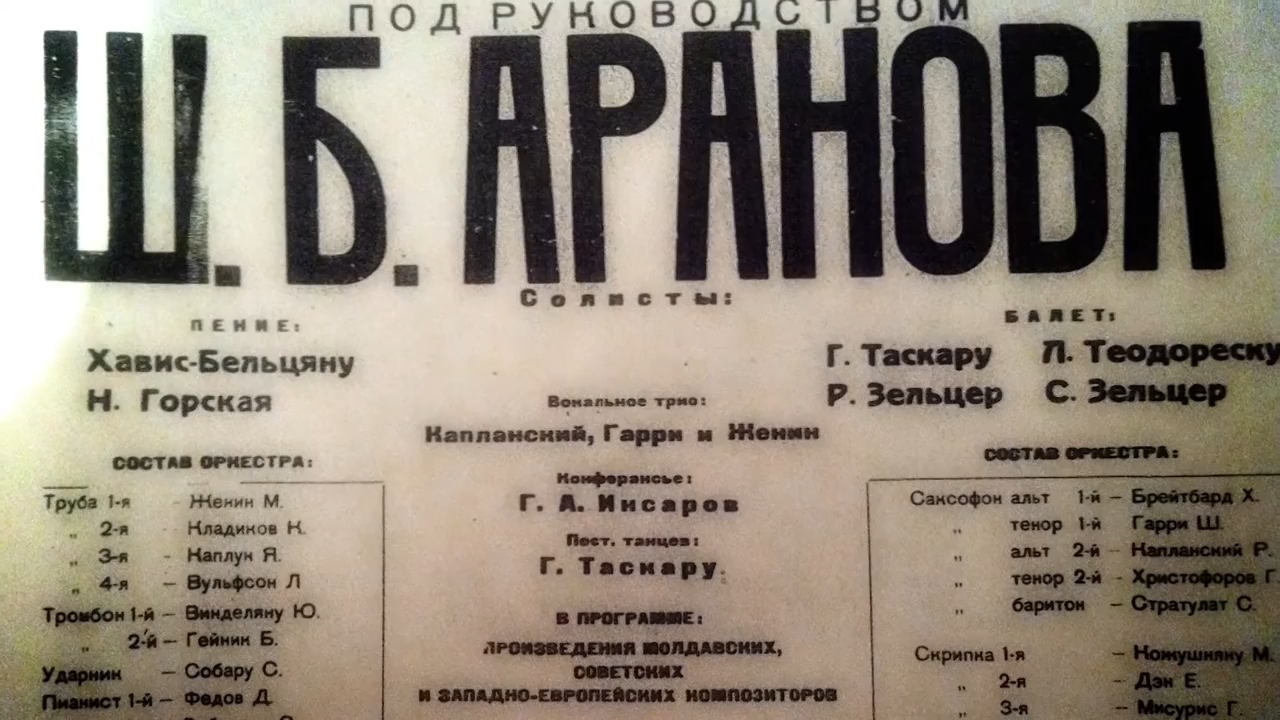 ПОД РУКОВОДСТВОМ
Ш. Б. АРАНОВА
Солисты:
ПЕНИЕ:
Хавис-Бельцяну
Н. Горская
БАЛЕТ:
Г. Таскару Л. Теодореску
Р. Зельцер С. Зельцер
Вокальное трио:
Капланский, Гарри и Женин
Конферансье:
Г. А. Инсаров
Пост. танцев:
Г. Таскару.
В ПРОГРАММЕ:
ПРОИЗВЕДЕНИЯ МОЛДАВСКИХ,
СОВЕТСКИХ
И ЗАПАДНО-ЕВРОПЕЙСКИХ КОМПОЗИТОРОВ
СОСТАВ ОРКЕСТРА:
Труба 1-я - Женин М.
„ 2-я - Кладиков К.
„ 3-я - Каплун Я.
„ 4-я — Вульфсон Л
Тромбон 1-й — Винделяну Ю.
„ 2-й — Гейник Б.
Ударник — Собару С.
Пианист 1-й — Федов Д.
СОСТАВ ОРКЕСТРА:
Саксофон альт 1-й — Брейтбард Х.
„ тенор 1-й Гарри Ш.
„ альт 2-й - Капланский Р.
„ тенор 2-й - Христофоров Г.
„ баритон — Стратулат С.
Скрипка 1-я — Кожушняну М.
„ 2-я — Дэн Е.
„ 3-я — Мисурис Г.